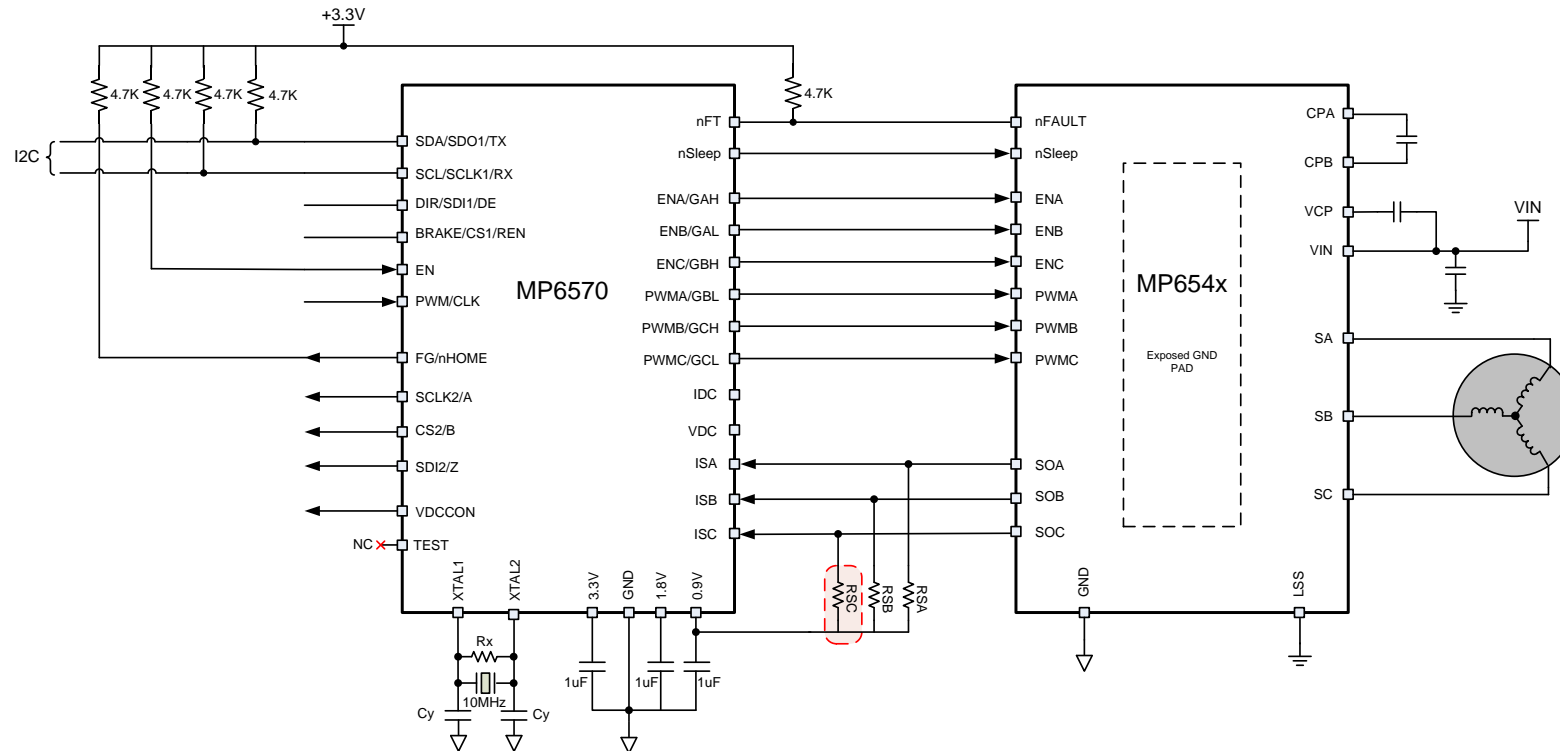 +3.3V
4.7K
4.7K
4.7K
4.7K
4.7K
I2C
SDA/SDO1/TX
SCL/SCLK1/RX
DIR/SDI1/DE
BRAKE/CS1/REN
EN
PWM/CLK
FG/nHOME
SCLK2/A
CS2/B
SDI2/Z
VDCCON
NC
TEST
MP6570
nFT
nSleep
ENA/GAH
ENB/GAL
ENC/GBH
PWMA/GBL
PWMB/GCH
PWMC/GCL
IDC
VDC
ISA
ISB
ISC
XTAL1
XTAL2
3.3V
GND
1.8V
0.9V
Rx
10MHz
Cy
Cy
1uF
1uF
1uF
RSC
RSB
RSA
nFAULT
nSleep
ENA
ENB
ENC
PWMA
PWMB
PWMC
SOA
SOB
SOC
MP654x
Exposed GND
PAD
CPA
CPB
VCP
VIN
VIN
SA
SB
SC
GND
LSS